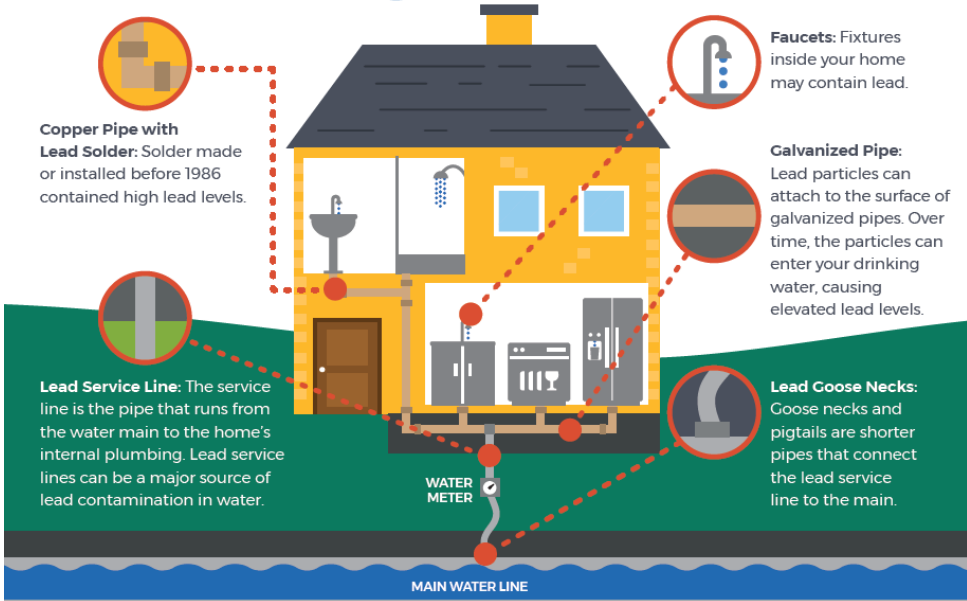 Copper Pipe with
Lead Solder: Solder made
or installed before 1986
contained high lead levels.
Lead Service Line: The service
line is the pipe that runs from
the water main to the home's
internal plumbing. Lead service
lines can be a major source of
lead contamination in water.
Faucets: Fixtures
inside your home
may contain lead.
Galvanized Pipe:
Lead particles can
attach to the surface of
galvanized pipes. Over
time, the particles can
enter your drinking
water, causing
elevated lead levels.
Lead Goose Necks:
Goose necks and
pigtails are shorter
pipes that connect
the lead service
line to the main.
WATER
METER
MAIN WATER LINE